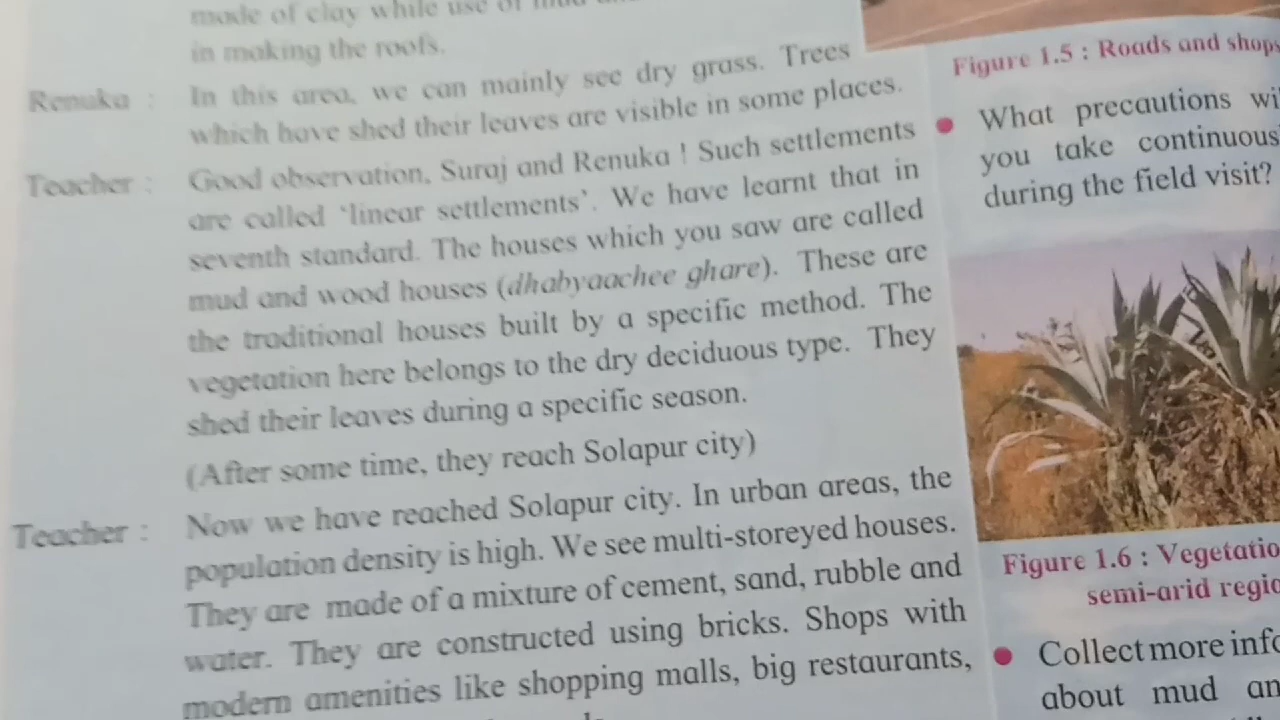 made of clay while use of mud
in making the roofs.
Renuka : In this area, we can mainly see dry grass. Trees
which have shed their leaves are visible in some places.
Teacher : Good observation, Suraj and Renuka ! Such settlements
are called ‘linear settlements’. We have learnt that in
seventh standard. The houses which you saw are called
mud and wood houses (dhabyaachee ghare). These are
the traditional houses built by a specific method. The
vegetation here belongs to the dry deciduous type. They
shed their leaves during a specific season.
(After some time, they reach Solapur city)
Teacher : Now we have reached Solapur city. In urban areas, the
population density is high. We see multi-storeyed houses.
They are made of a mixture of cement, sand, rubble and
water. They are constructed using bricks. Shops with
modern amenities like shopping malls, big restaurants,
Figure 1.5 : Roads and shops
• What precautions wi
you take continuous
during the field visit?
Figure 1.6 : Vegetatio
semi-arid regio
• Collect more info
about mud an